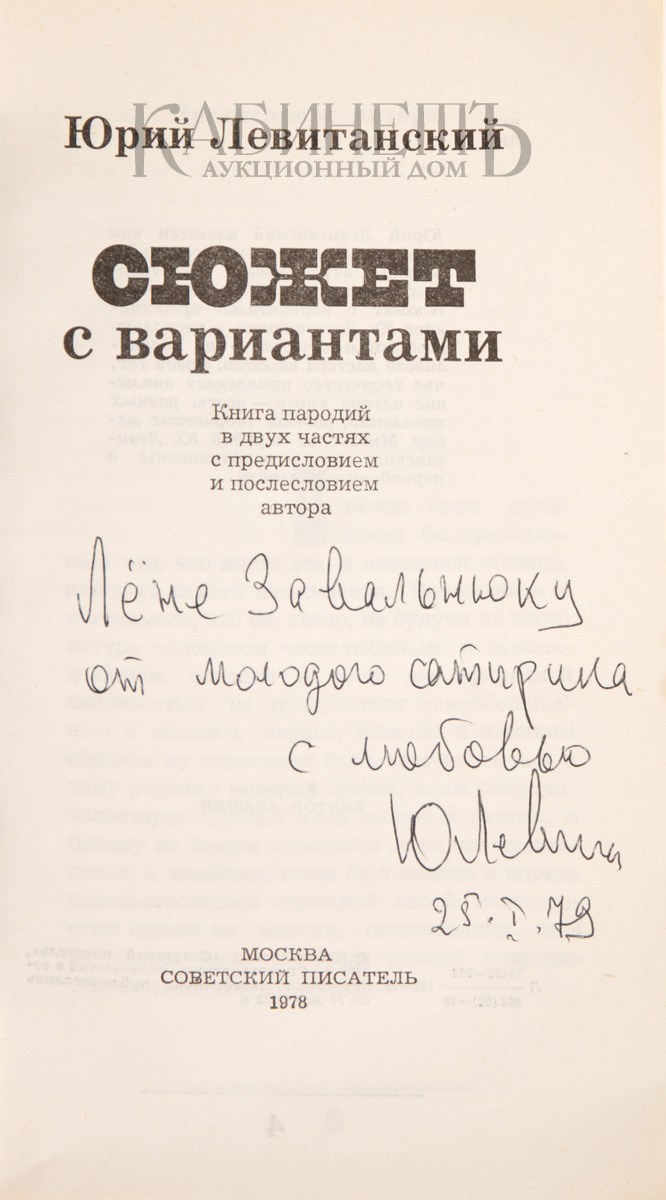 КАБИНЕТЪ
АУКЦИОННЫЙ ДОМ
Юрий Левитанский
СЮЖЕТ
с вариантами
Книга пародий
в двух частях
с предисловием
и послесловием
автора
Лёне Завальнюку
от молодого сатирика
с любовью
ЮЛевит
25.I.79
МОСКВА
СОВЕТСКИЙ ПИСАТЕЛЬ
1978